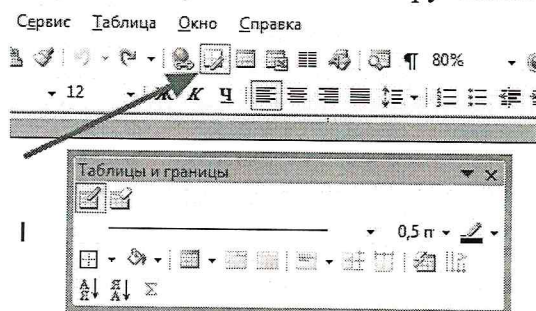 Сервис Таблица Окно Справка
¶ 80%
12 Ж К Ч
Таблицы и границы
0,5 п
А Я Я А Σ